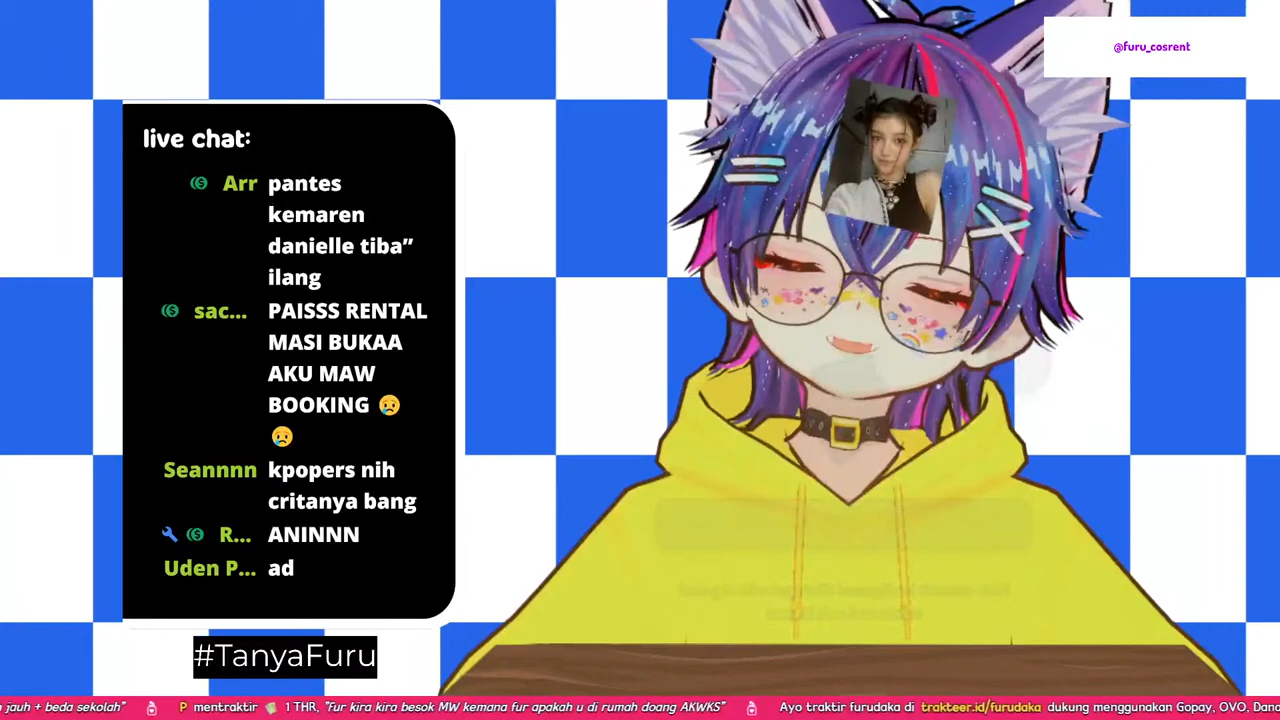 @furu_cosrent
live chat:
Arr pantes
kemaren
danielle tiba”
ilang
sac... PAISSS RENTAL
MASI BUKAA
AKU MAW
BOOKING 😥
😥
Seannnn kpopers nih
critanya bang
R... ANINNN
Uden P... ad
#TanyaFuru
jauh + beda sekolah” P mentraktir 1 THR, "Fur kira kira besok MW kemana fur apakah u di rumah doang AKWKS” Ayo traktir furudaka di trakteer.id/furudaka dukung menggunakan Gopay, OVO,